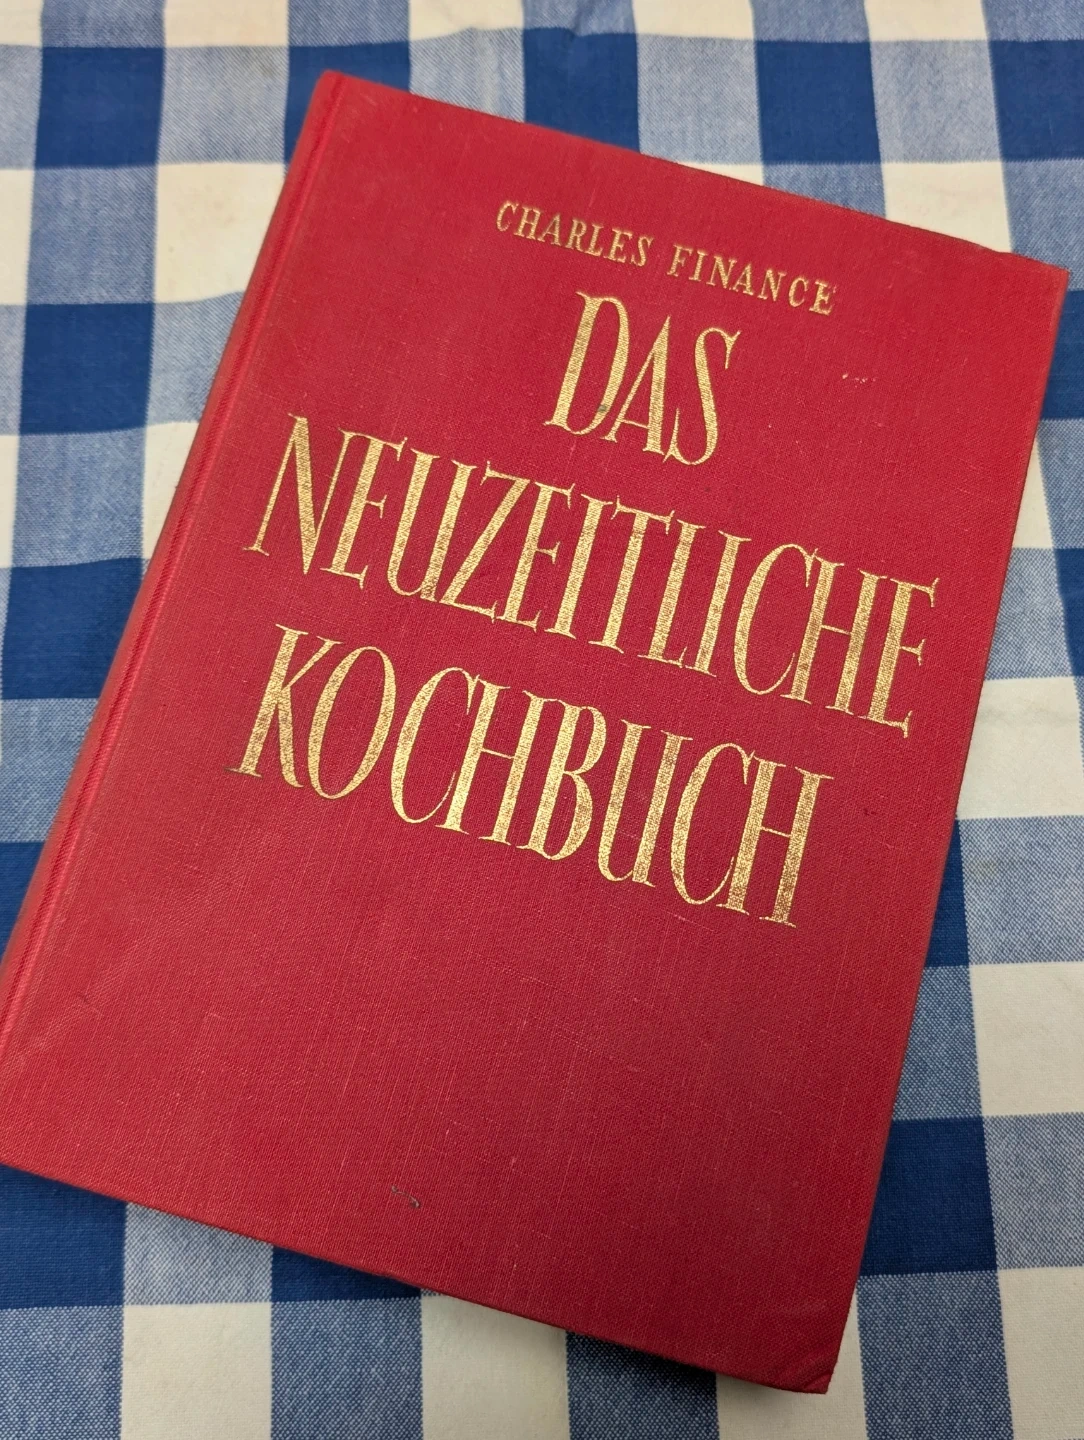 CHARLES FINANCE
DAS
NEUZEITLICHE
KOCHBUCH